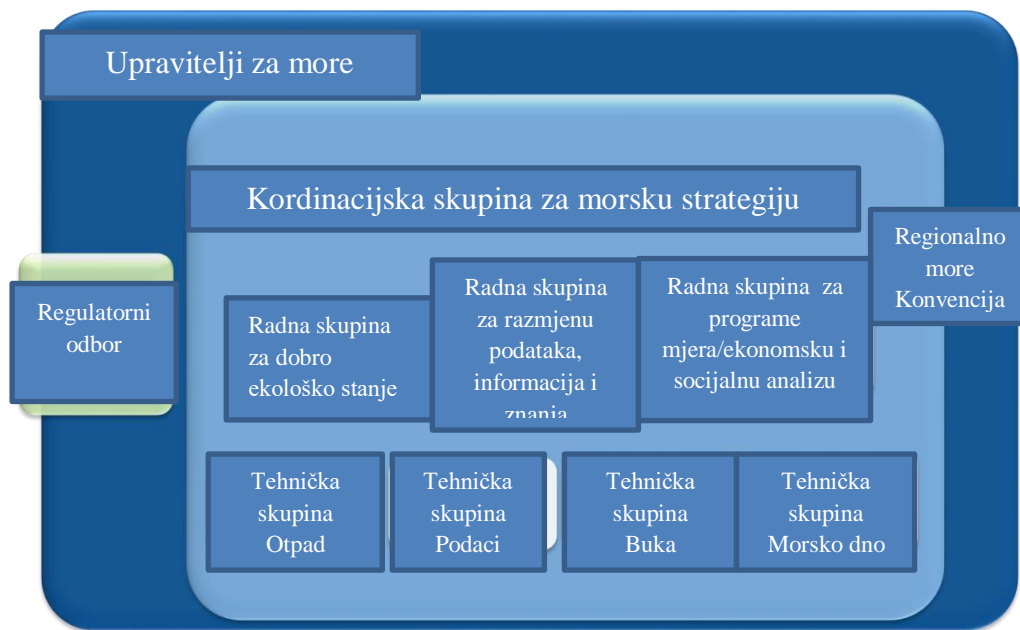 Upravitelji za more
Kordinacijska skupina za morsku strategiju
Regionalno
more
Konvencija
Regulatorni
odbor
Radna skupina
za dobro
ekološko stanje
Radna skupina
za razmjenu
podataka,
informacija i
znanja
Radna skupina za
programe
mjera/ekonomsku i
socijalnu analizu
Tehnička
skupina
Otpad
Tehnička
skupina
Podaci
Tehnička
skupina
Buka
Tehnička
skupina
Morsko dno